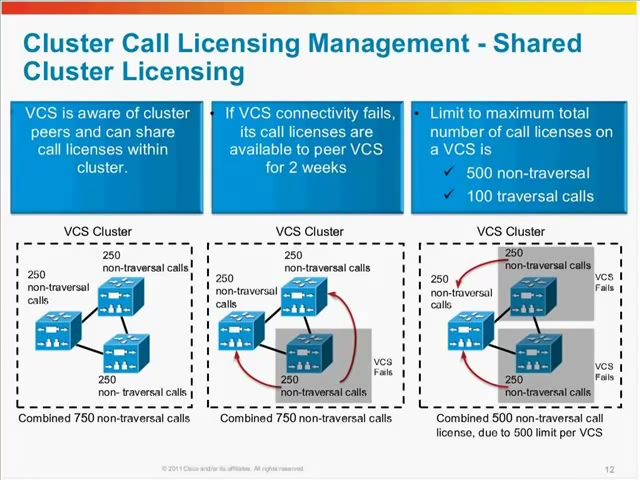 Cluster Call Licensing Management - Shared
Cluster Licensing
VCS is aware of cluster
peers and can share
call licenses within
cluster.
• If VCS connectivity fails,
its call licenses are
available to peer VCS
for 2 weeks
• Limit to maximum total
number of call licenses on
a VCS is
✓ 500 non-traversal
✓ 100 traversal calls
VCS Cluster
250
non-traversal calls
250
non-traversal
calls
250
non- traversal calls
Combined 750 non-traversal calls
VCS Cluster
250
non-traversal calls
250
non-traversal
calls
VCS
Fails
250
non-traversal calls
Combined 750 non-traversal calls
VCS Cluster
250
non-traversal calls
VCS
Fails
250
non-traversal
calls
VCS
Fails
250
non-traversal calls
Combined 500 non-traversal call
license, due to 500 limit per VCS
© 2011 Cisco and/or its affiliates. All rights reserved.
12